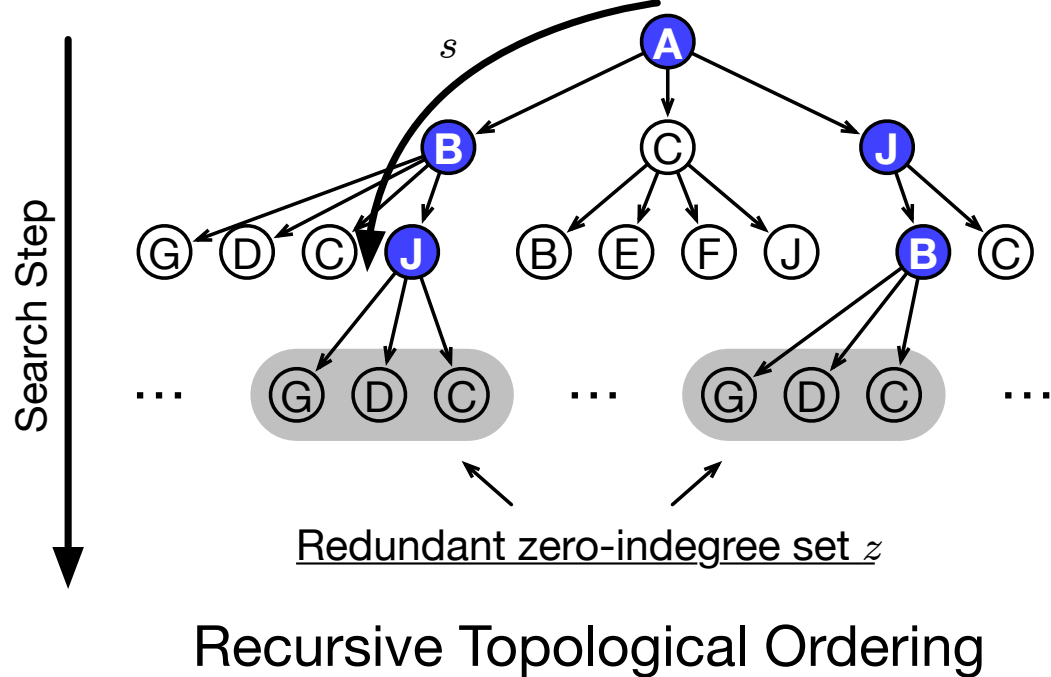 s
A
B C J
G D C J B E F J B C
... G D C ... G D C ...
Search Step
Redundant zero-indegree set z
Recursive Topological Ordering